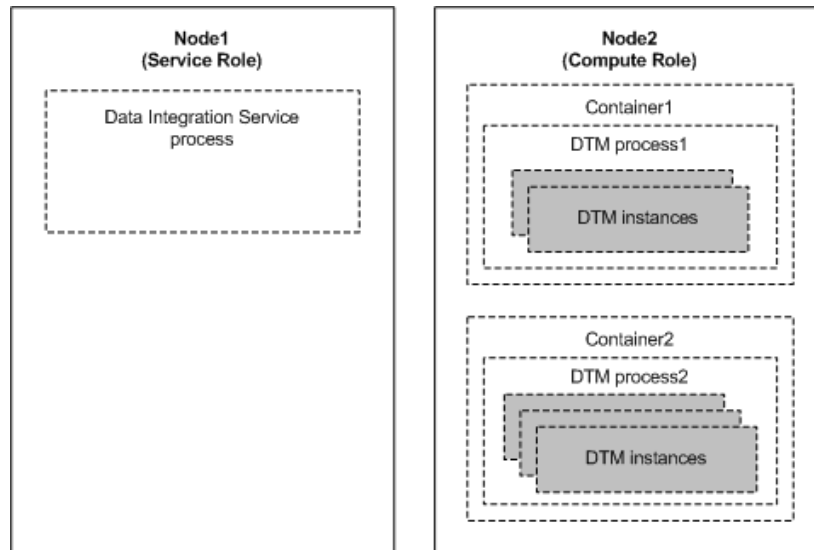 Node1
(Service Role)
Data Integration Service
process
Node2
(Compute Role)
Container1
DTM process1
DTM instances
Container2
DTM process2
DTM instances